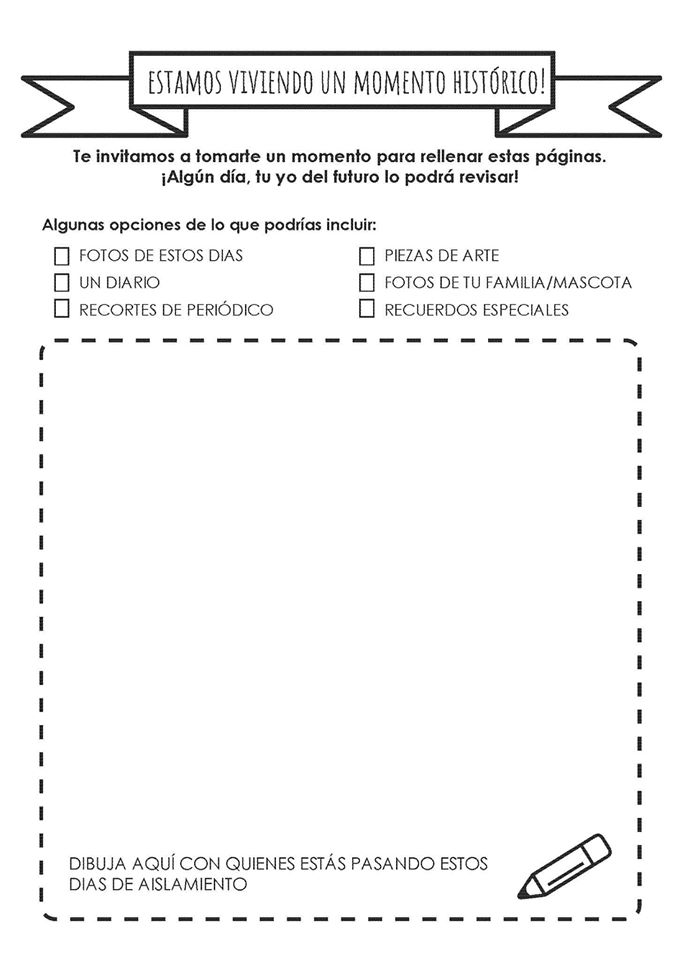 ESTAMOS VIVIENDO UN MOMENTO HISTÓRICO!
Te invitamos a tomarte un momento para rellenar estas páginas.
¡Algún día, tu yo del futuro lo podrá revisar!
Algunas opciones de lo que podrías incluir:
FOTOS DE ESTOS DIAS
UN DIARIO
RECORTES DE PERIÓDICO
PIEZAS DE ARTE
FOTOS DE TU FAMILIA/MASCOTA
RECUERDOS ESPECIALES
DIBUJA AQUÍ CON QUIENES ESTÁS PASANDO ESTOS
DIAS DE AISLAMIENTO